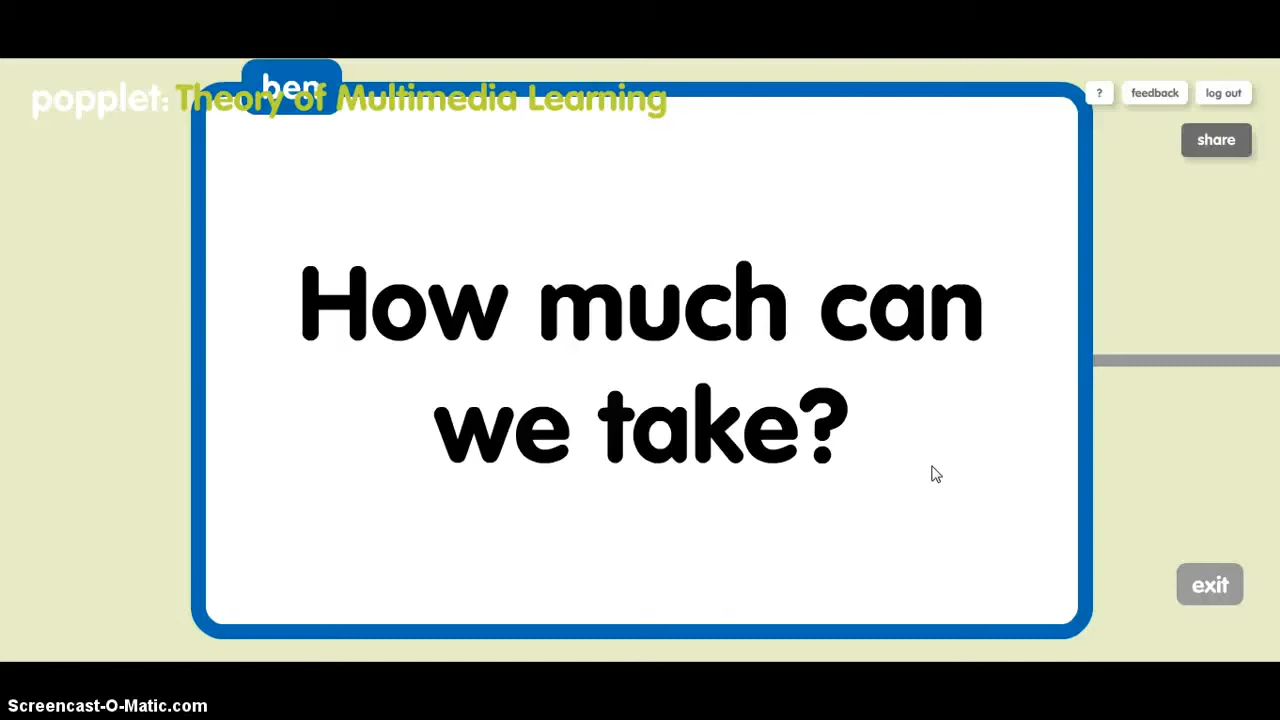 ben
popplet: Theory of Multimedia Learning
? feedback log out
share
How much can
we take?
exit
Screencast-O-Matic.com